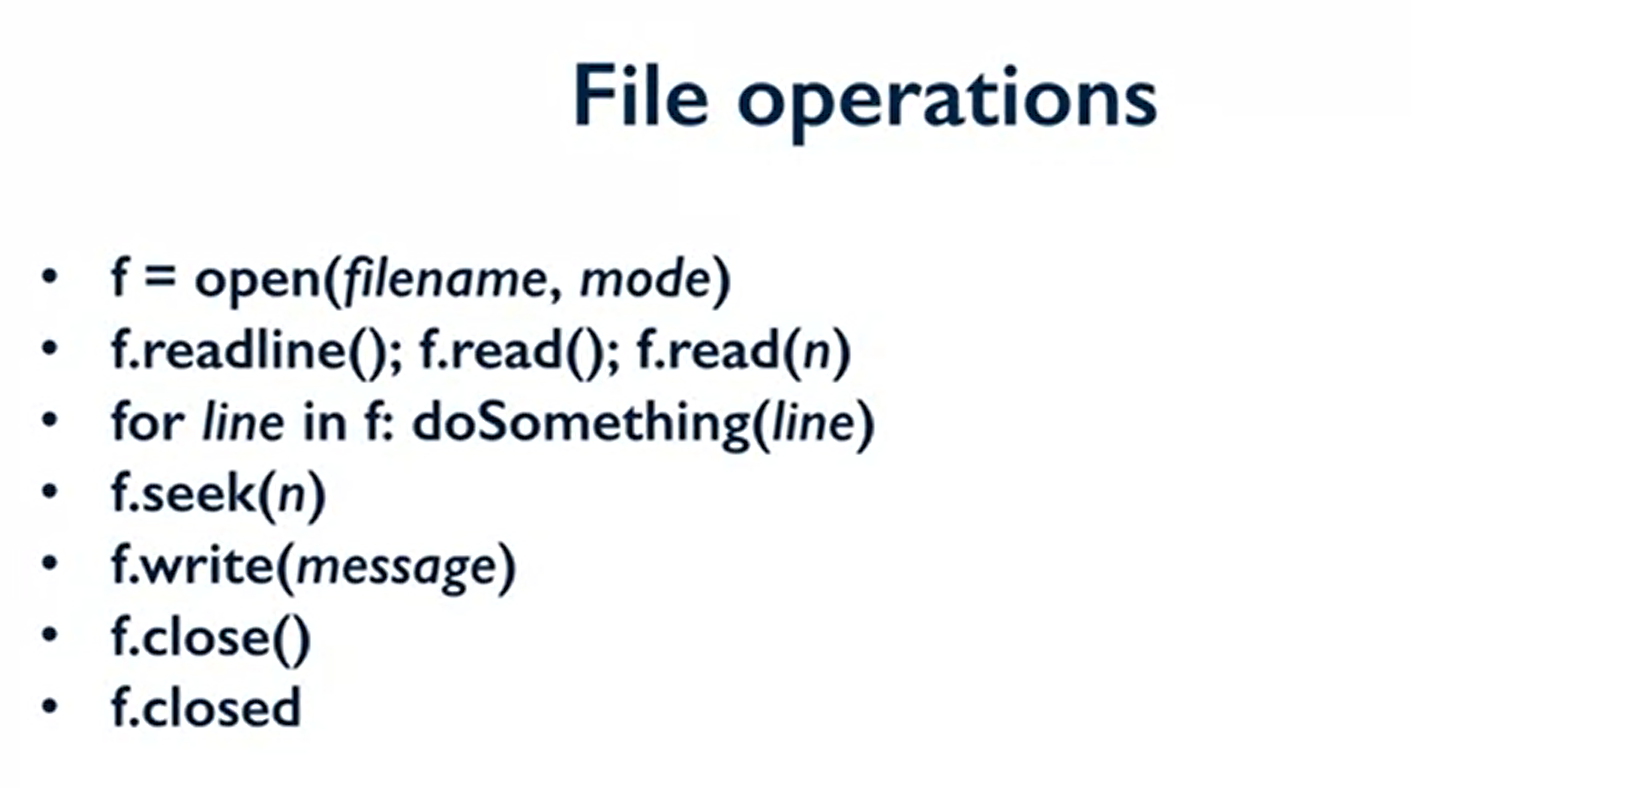 File operations
• f = open(filename, mode)
• f.readline(); f.read(); f.read(n)
• for line in f: doSomething(line)
• f.seek(n)
• f.write(message)
• f.close()
• f.closed